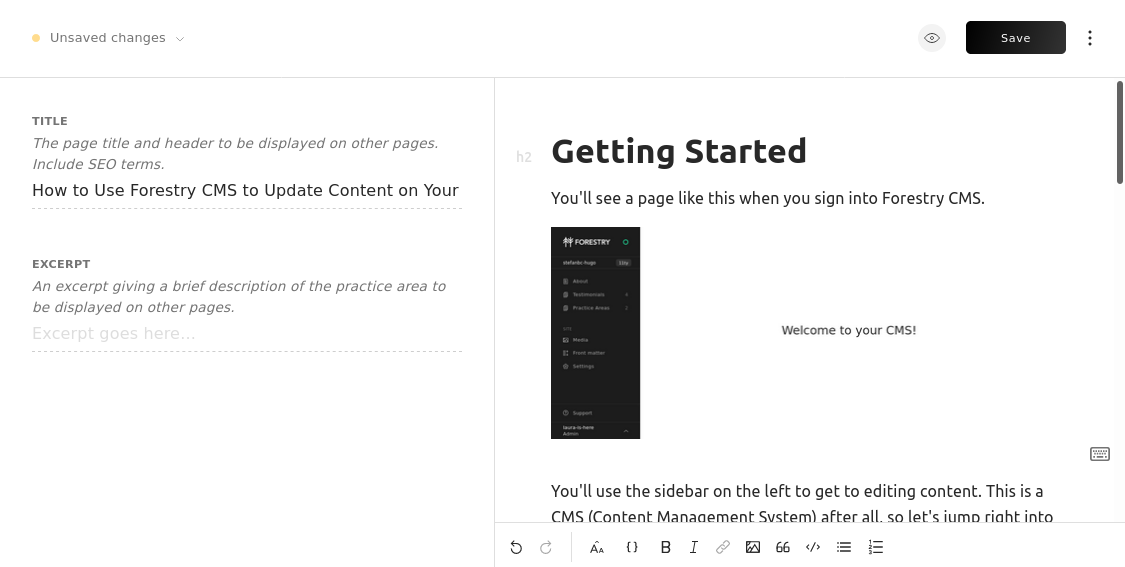 Unsaved changes
Save
TITLE
The page title and header to be displayed on other pages.
Include SEO terms.
How to Use Forestry CMS to Update Content on Your
EXCERPT
An excerpt giving a brief description of the practice area to
be displayed on other pages.
Excerpt goes here...
h2
Getting Started
You'll see a page like this when you sign into Forestry CMS.
FORESTRY
About
Testimonials
Practice Areas
SITE
Media
Front matter
Settings
Support
laura-is-here
Admin
Welcome to your CMS!
You'll use the sidebar on the left to get to editing content. This is a
CMS (Content Management System) after all, so let's jump right into